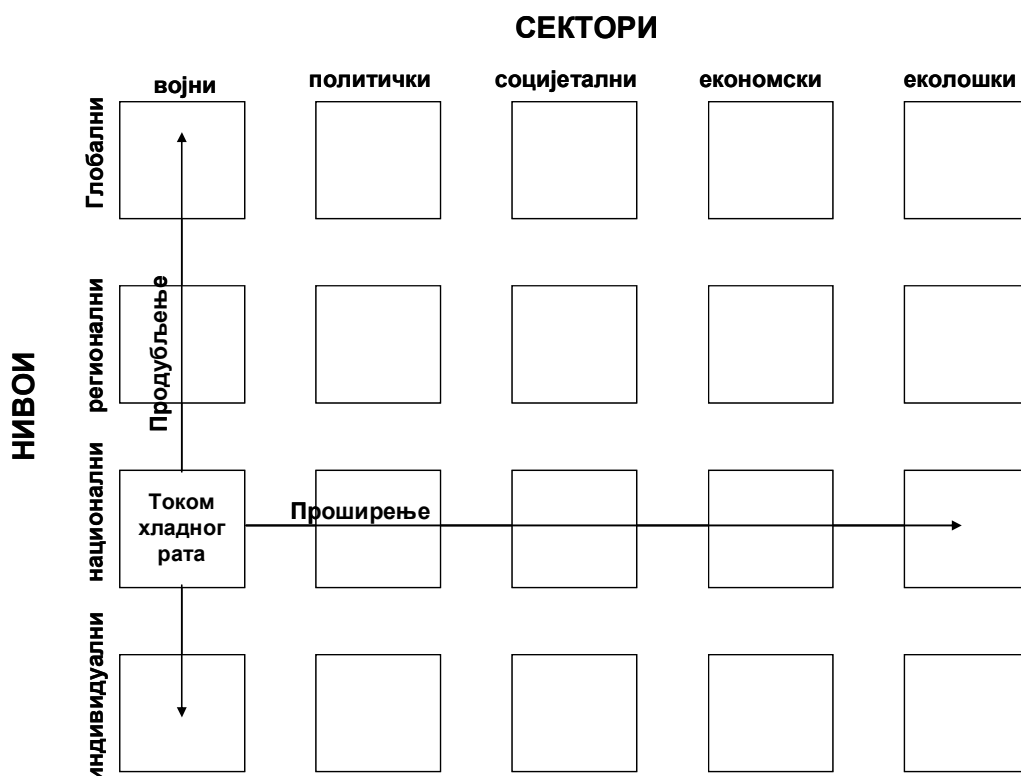 СЕКТОРИ
војни
политички
социјетални
економски
еколошки
НИВОИ
Глобални
регионални
национални
индивидуални
Продубљење
Током
хладног
рата
Проширење